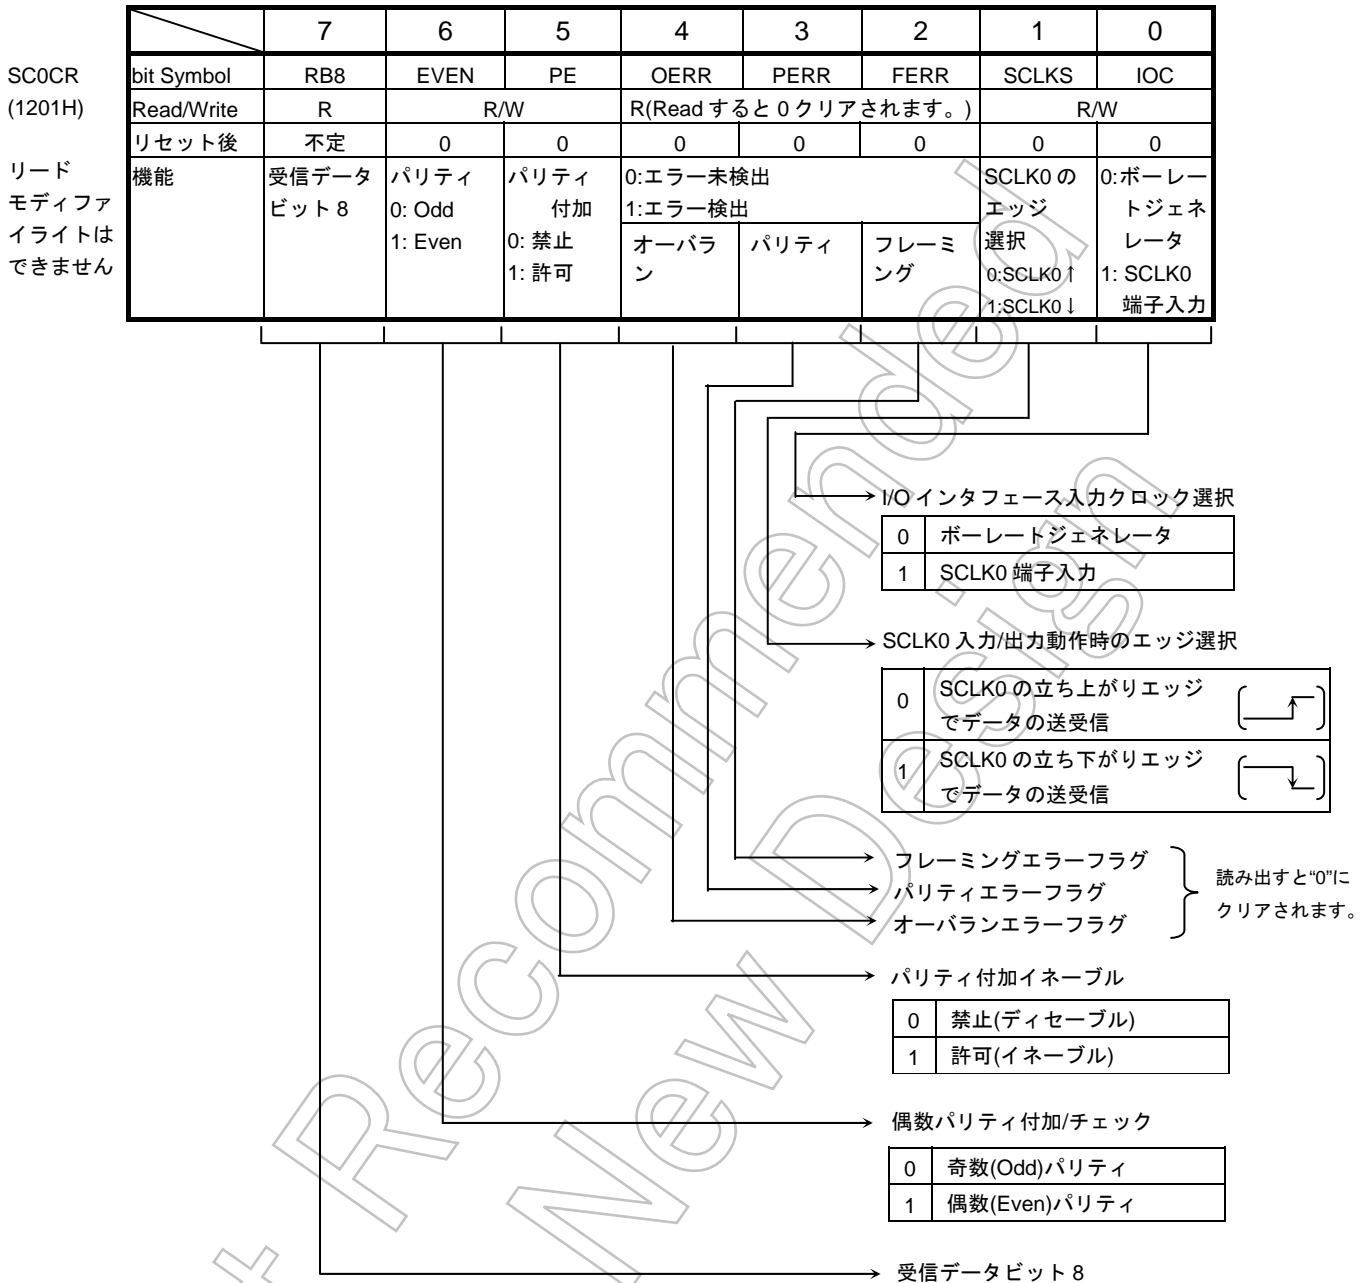 7 6 5 4 3 2 1 0
SC0CR
(1201H)
bit Symbol RB8 EVEN PE OERR PERR FERR SCLKS IOC
Read/Write R R/W R(Read すると 0 クリアされます。) R/W
リセット後 不定 0 0 0 0 0 0 0
リード
モディファ
イライトは
できません
機能
受信データ
ビット 8
パリティ
0: Odd
1: Even
パリティ
付加
0: 禁止
1: 許可
0:エラー未検出
1:エラー検出
オーバラ
ン
パリティ
フレーミ
ング
SCLK0 の
エッジ
選択
0:SCLK0↑
1:SCLK0↓
0:ボーレー
トジェネ
レータ
1: SCLK0
端子入力
I/O インタフェース入力クロック選択
0 ボーレートジェネレータ
1 SCLK0 端子入力
SCLK0 入力/出力動作時のエッジ選択
0 SCLK0 の立ち上がりエッジ
でデータの送受信
1 SCLK0 の立ち下がりエッジ
でデータの送受信
フレーミングエラーフラグ
パリティエラーフラグ
オーバランエラーフラグ
読み出すと“0”に
クリアされます。
パリティ付加イネーブル
0 禁止(ディセーブル)
1 許可(イネーブル)
偶数パリティ付加/チェック
0 奇数(Odd)パリティ
1 偶数(Even)パリティ
受信データビット 8
Recommended
New Design